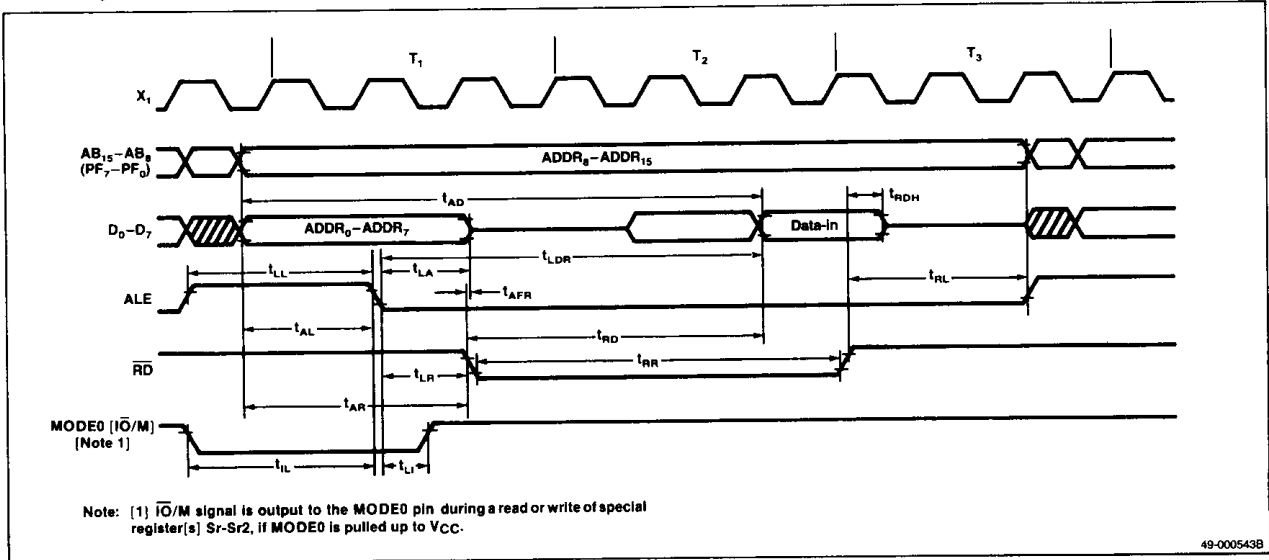 T₁ T₂ T₃
X₁
AB₁₅–AB₈
(PF₇–PF₀)
ADDR₈–ADDR₁₅
tAD
tRDH
D₀–D₇
ADDR₀–ADDR₇
Data-in
tLL
tLA
tLDR
tRL
ALE
tAFR
tAL
tRD
R̅D̅
tRR
tLR
tAR
MODE0 [I̅O̅/M]
[Note 1]
tIL
tLI
Note: [1} I̅O̅/M signal is output to the MODE0 pin during a read or write of special
register[s] Sr-Sr2, if MODE0 is pulled up to VCC.
49-000543B